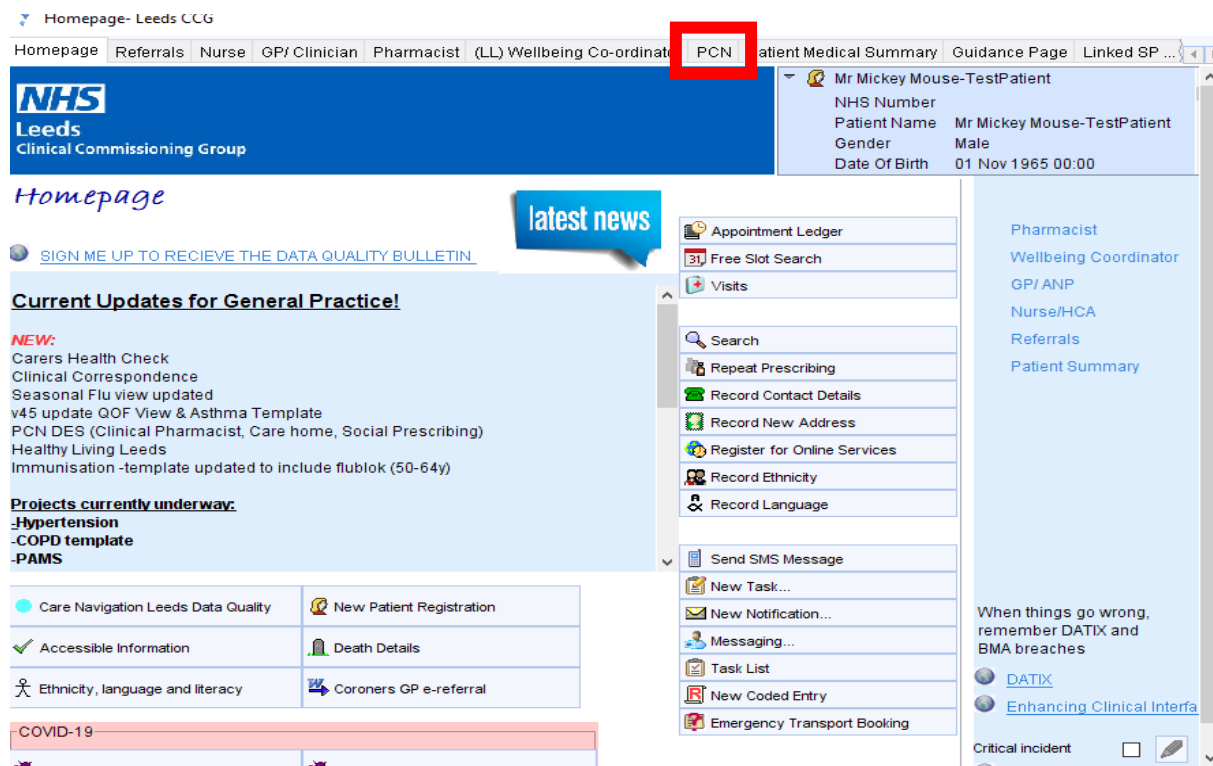 Homepage- Leeds CCG
Homepage Referrals Nurse GP/ Clinician Pharmacist (LL) Wellbeing Co-ordinato PCN atient Medical Summary Guidance Page Linked SP ...
NHS
Leeds
Clinical Commissioning Group
Mr Mickey Mouse-TestPatient
NHS Number
Patient Name Mr Mickey Mouse-TestPatient
Gender Male
Date Of Birth 01 Nov 1965 00:00
Homepage
latest news
SIGN ME UP TO RECIEVE THE DATA QUALITY BULLETIN
Current Updates for General Practice!
NEW:
Carers Health Check
Clinical Correspondence
Seasonal Flu view updated
v45 update QOF View & Asthma Template
PCN DES (Clinical Pharmacist, Care home, Social Prescribing)
Healthy Living Leeds
Immunisation -template updated to include flublok (50-64y)
Projects currently underway:
-Hypertension
-COPD template
-PAMS
Care Navigation Leeds Data Quality
New Patient Registration
Accessible Information
Death Details
Ethnicity, language and literacy
Coroners GP e-referral
COVID-19
Appointment Ledger
31 Free Slot Search
Visits
Search
Repeat Prescribing
Record Contact Details
Record New Address
Register for Online Services
Record Ethnicity
Record Language
Send SMS Message
New Task...
New Notification...
Messaging...
Task List
New Coded Entry
Emergency Transport Booking
Pharmacist
Wellbeing Coordinator
GP/ ANP
Nurse/HCA
Referrals
Patient Summary
When things go wrong,
remember DATIX and
BMA breaches
DATIX
Enhancing Clinical Interfa
Critical incident